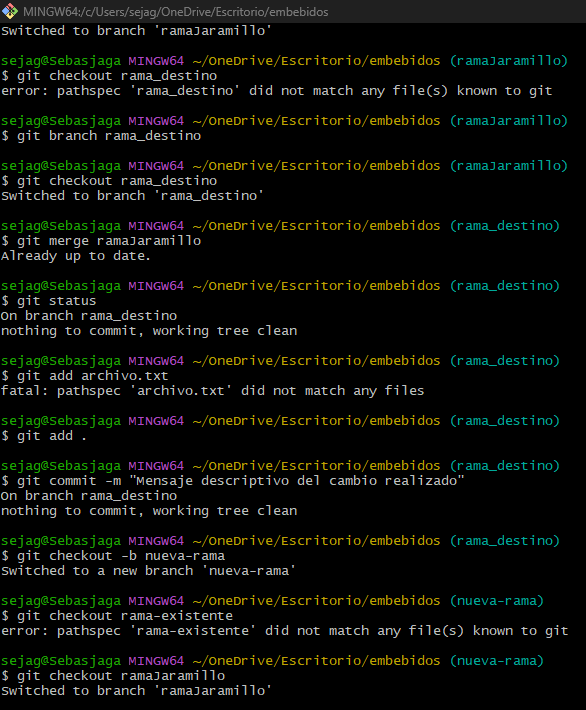 MINGW64:/c/Users/sejag/OneDrive/Escritorio/embebidos
Switched to branch 'ramaJaramillo'
sejag@Sebasjaga MINGW64 ~/OneDrive/Escritorio/embebidos (ramaJaramillo)
$ git checkout rama_destino
error: pathspec 'rama_destino' did not match any file(s) known to git
sejag@Sebasjaga MINGW64 ~/OneDrive/Escritorio/embebidos (ramaJaramillo)
$ git branch rama_destino
sejag@Sebasjaga MINGW64 ~/OneDrive/Escritorio/embebidos (ramaJaramillo)
$ git checkout rama_destino
Switched to branch 'rama_destino'
sejag@Sebasjaga MINGW64 ~/OneDrive/Escritorio/embebidos (rama_destino)
$ git merge ramaJaramillo
Already up to date.
sejag@Sebasjaga MINGW64 ~/OneDrive/Escritorio/embebidos (rama_destino)
$ git status
On branch rama_destino
nothing to commit, working tree clean
sejag@Sebasjaga MINGW64 ~/OneDrive/Escritorio/embebidos (rama_destino)
$ git add archivo.txt
fatal: pathspec 'archivo.txt' did not match any files
sejag@Sebasjaga MINGW64 ~/OneDrive/Escritorio/embebidos (rama_destino)
$ git add .
sejag@Sebasjaga MINGW64 ~/OneDrive/Escritorio/embebidos (rama_destino)
$ git commit -m "Mensaje descriptivo del cambio realizado"
On branch rama_destino
nothing to commit, working tree clean
sejag@Sebasjaga MINGW64 ~/OneDrive/Escritorio/embebidos (rama_destino)
$ git checkout -b nueva-rama
Switched to a new branch 'nueva-rama'
sejag@Sebasjaga MINGW64 ~/OneDrive/Escritorio/embebidos (nueva-rama)
$ git checkout rama-existente
error: pathspec 'rama-existente' did not match any file(s) known to git
sejag@Sebasjaga MINGW64 ~/OneDrive/Escritorio/embebidos (nueva-rama)
$ git checkout ramaJaramillo
Switched to branch 'ramaJaramillo'